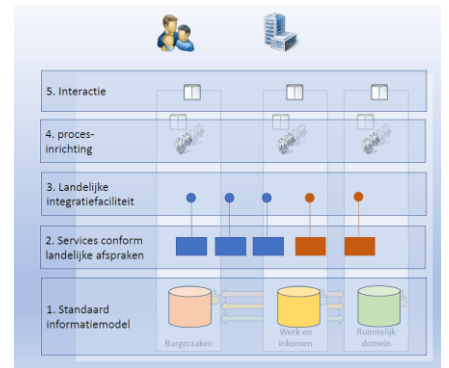 5. Interactie
4. proces-
inrichting
3. Landelijke
integratiefaciliteit
2. Services conform
landelijke afspraken
1. Standaard
informatiemodel
Burgerzaken
Werk en
inkomen
Ruimtelijk
domein